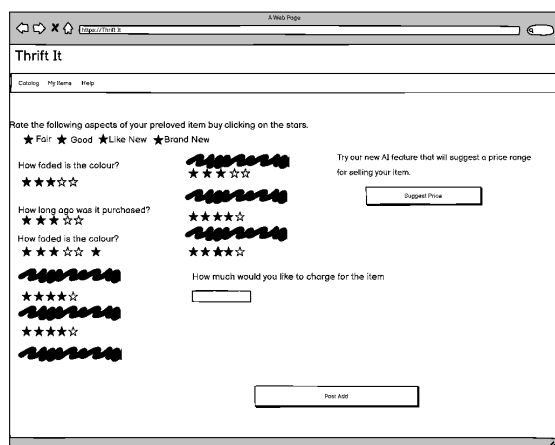 A Web Page
https://Thrift It
Thrift It
Catalog My Items Help
Rate the following aspects of your preloved item buy clicking on the stars.
Fair Good Like New Brand New
How faded is the colour?
How long ago was it purchased?
How faded is the colour?
Try our new AI feature that will suggest a price range
for selling your item.
Suggest Price
How much would you like to charge for the item
Post Add